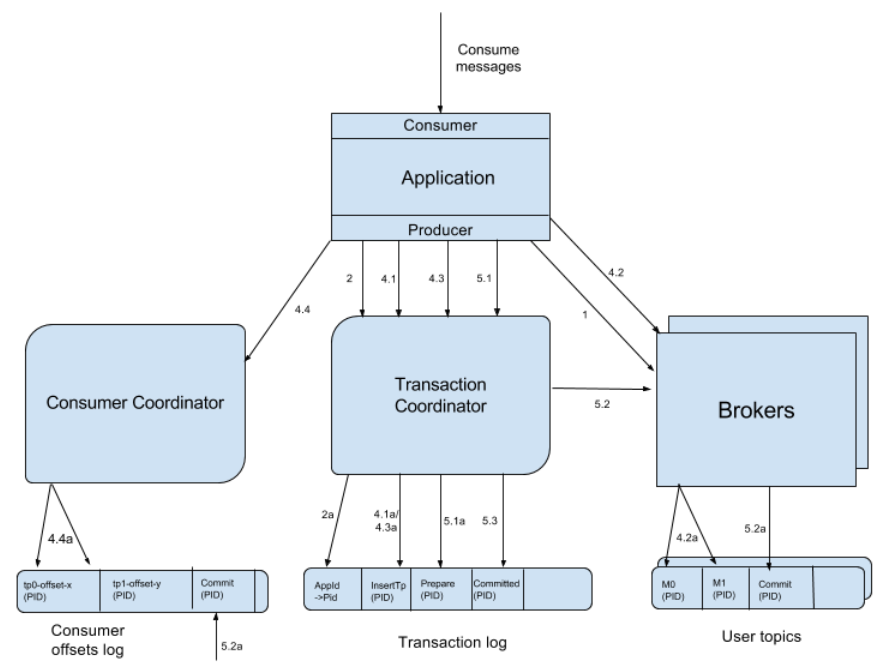 Consume
messages
Consumer
Application
Producer
4.4
2
4.1
4.3
5.1
4.2
1
Consumer Coordinator
Transaction
Coordinator
5.2
Brokers
4.4a
2a
4.1a/
4.3a
5.1a
5.3
4.2a
5.2a
tp0-offset-x
(PID)
tp1-offset-y
(PID)
Commit
(PID)
AppId
->Pid
InsertTp
(PID)
Prepare
(PID)
Committed
(PID)
M0
(PID)
M1
(PID)
Commit
(PID)
Consumer
offsets log
5.2a
Transaction log
User topics